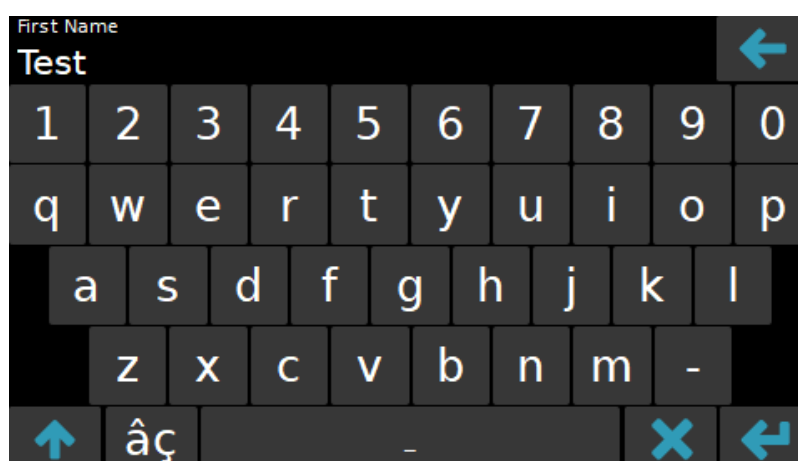 First Name
Test
1 2 3 4 5 6 7 8 9 0
q w e r t y u i o p
a s d f g h j k l
z x c v b n m -
âç _